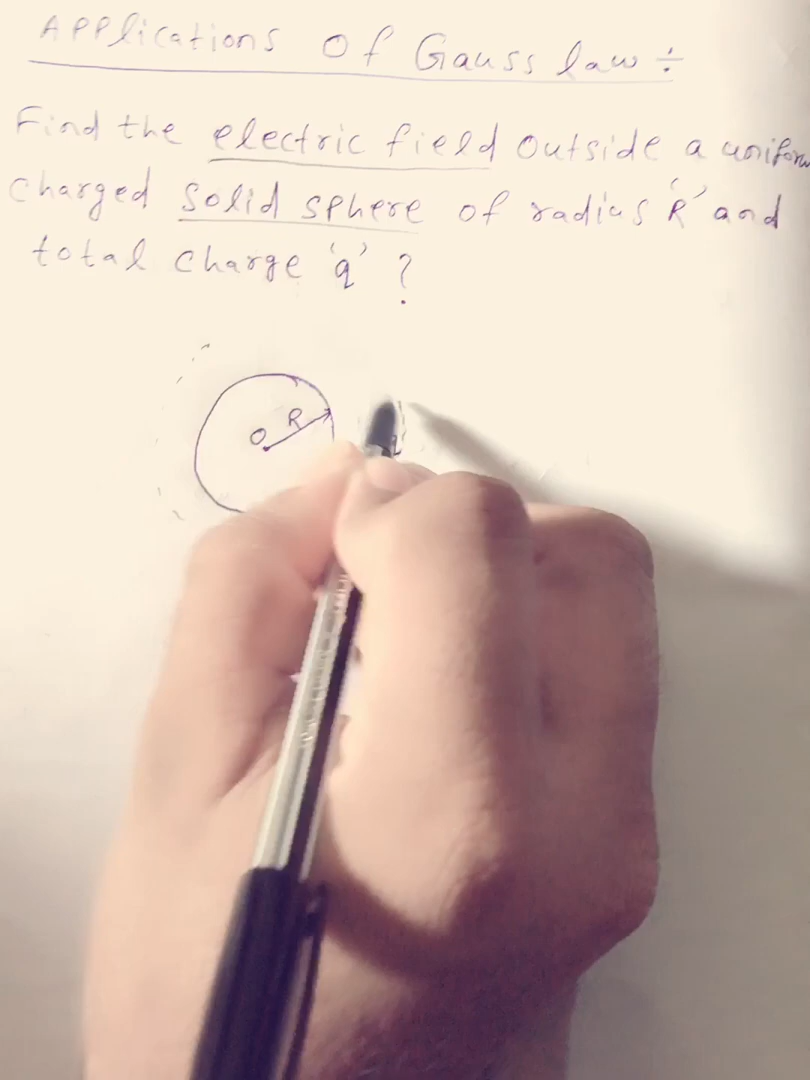 Applications of Gauss law ÷
Find the electric field outside a uniform
charged solid sphere of radius 'R' and
total charge 'q' ?
O R